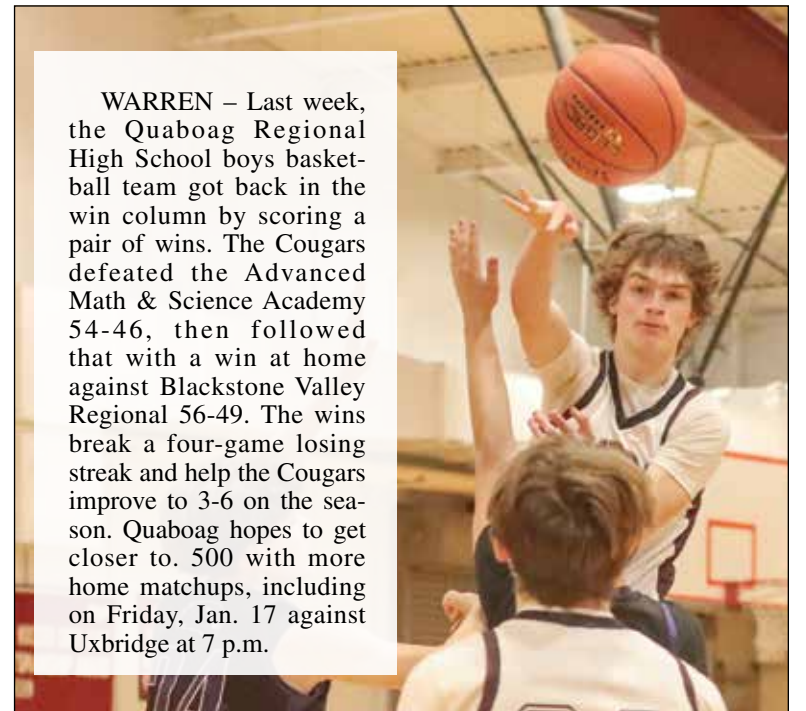 WARREN – Last week,
the Quaboag Regional
High School boys basket-
ball team got back in the
win column by scoring a
pair of wins. The Cougars
defeated the Advanced
Math & Science Academy
54-46, then followed
that with a win at home
against Blackstone Valley
Regional 56-49. The wins
break a four-game losing
streak and help the Cougars
improve to 3-6 on the sea-
son. Quaboag hopes to get
closer to. 500 with more
home matchups, including
on Friday, Jan. 17 against
Uxbridge at 7 p.m.